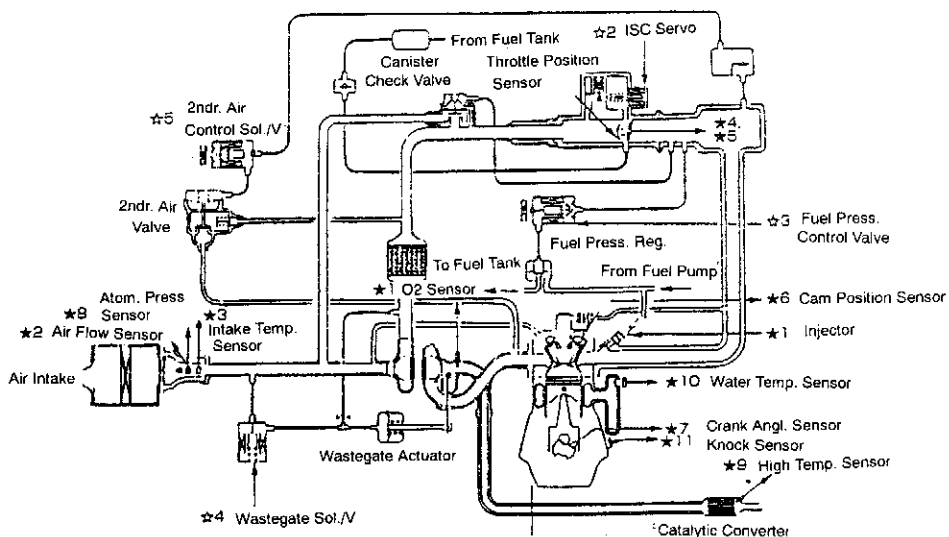 From Fuel Tank
Canister
Check Valve
☆2 ISC Servo
Throttle Position
Sensor
☆5 2ndr. Air
Control Sol./V
★4.
★5
2ndr. Air
Valve
☆3 Fuel Press.
Control Valve
Fuel Press. Reg.
To Fuel Tank
From Fuel Pump
★1 O2 Sensor
★6 Cam Position Sensor
★8 Atom. Press
Sensor
★3
Intake Temp.
Sensor
★2 Air Flow Sensor
★1 Injector
Air Intake
★10 Water Temp. Sensor
★7 Crank Angl. Sensor
★11 Knock Sensor
Wastegate Actuator
★9 High Temp. Sensor
☆4 Wastegate Sol./V
Catalytic Converter